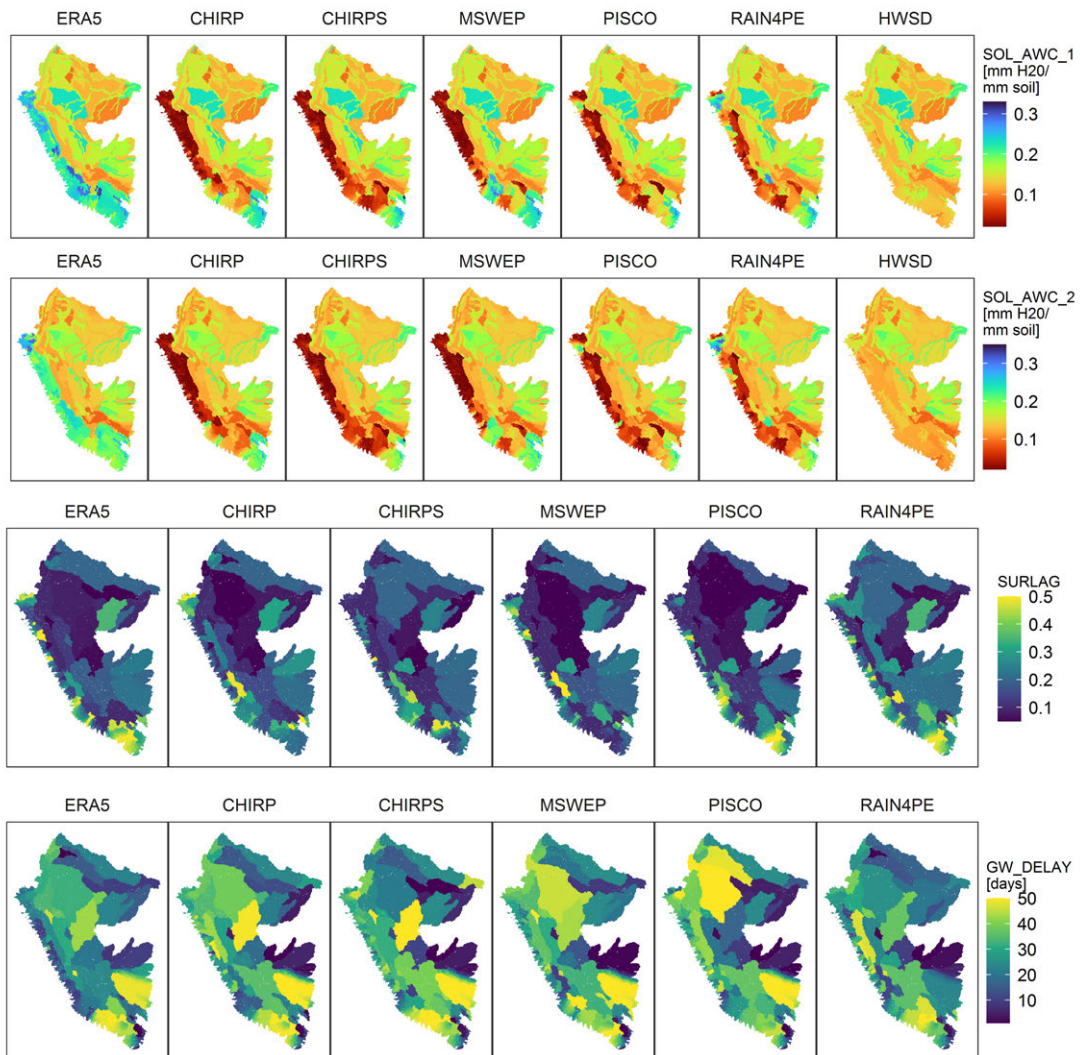 ERA5 CHIRP CHIRPS MSWEP PISCO RAIN4PE HWSD
SOL_AWC_1
[mm H20/
mm soil]
0.3
0.2
0.1
ERA5 CHIRP CHIRPS MSWEP PISCO RAIN4PE HWSD
SOL_AWC_2
[mm H20/
mm soil]
0.3
0.2
0.1
ERA5 CHIRP CHIRPS MSWEP PISCO RAIN4PE
SURLAG
0.5
0.4
0.3
0.2
0.1
ERA5 CHIRP CHIRPS MSWEP PISCO RAIN4PE
GW_DELAY
[days]
50
40
30
20
10